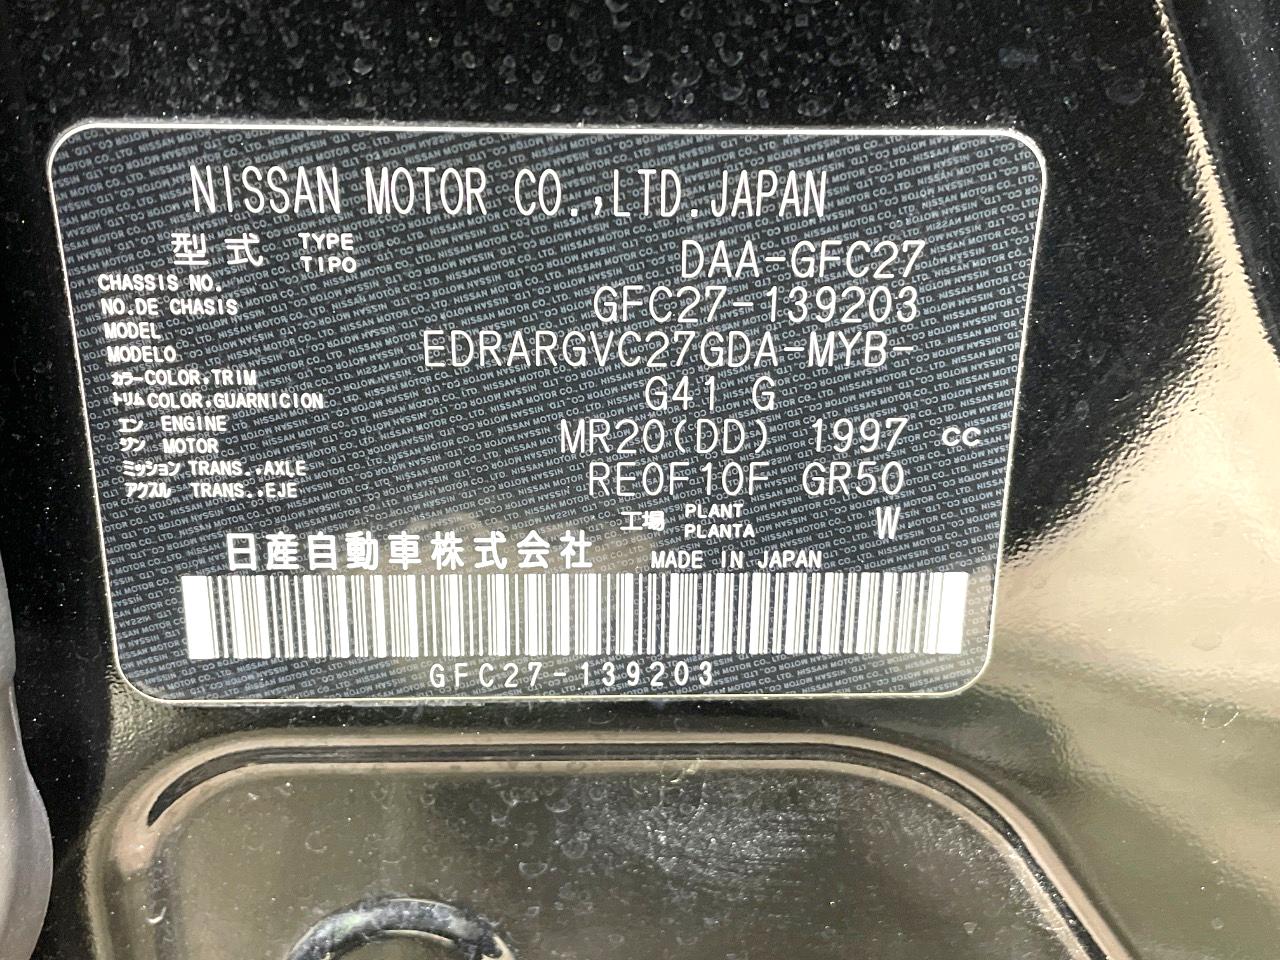 NISSAN MOTOR CO.,LTD.JAPAN
型式 TYPE TIPO DAA-GFC27
CHASSIS NO.
NO.DE CHASIS GFC27-139203
MODEL
MODELO EDRARGVC27GDA-MYB-
カラー COLOR,TRIM
トリム COLOR,GUARNICION G41 G
エン ENGINE
ジン MOTOR MR20(DD) 1997 cc
ミッション TRANS.,AXLE
アクスル TRANS.,EJE RE0F10F GR50
工場 PLANT PLANTA W
日産自動車株式会社 MADE IN JAPAN
GFC27-139203